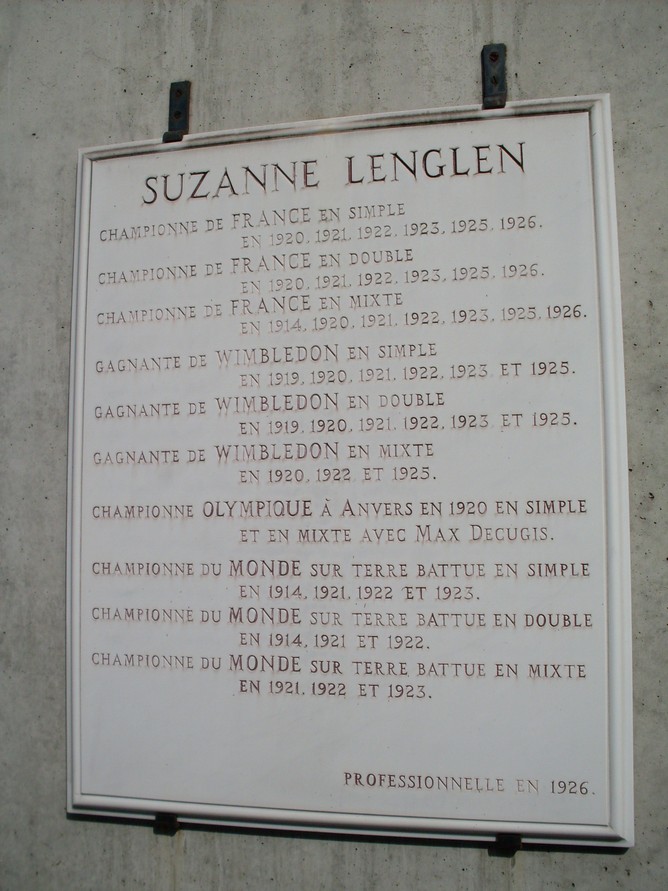 SUZANNE LENGLEN
CHAMPIONNE DE FRANCE EN SIMPLE
EN 1920, 1921, 1922, 1923, 1925, 1926.
CHAMPIONNE DE FRANCE EN DOUBLE
EN 1920, 1921, 1922, 1923, 1925, 1926.
CHAMPIONNE DE FRANCE EN MIXTE
EN 1914, 1920, 1921, 1922, 1923, 1925, 1926.
GAGNANTE DE WIMBLEDON EN SIMPLE
EN 1919, 1920, 1921, 1922, 1923 ET 1925.
GAGNANTE DE WIMBLEDON EN DOUBLE
EN 1919, 1920, 1921, 1922, 1923 ET 1925.
GAGNANTE DE WIMBLEDON EN MIXTE
EN 1920, 1922 ET 1925.
CHAMPIONNE OLYMPIQUE À ANVERS EN 1920 EN SIMPLE
ET EN MIXTE AVEC MAX DECUGIS.
CHAMPIONNE DU MONDE SUR TERRE BATTUE EN SIMPLE
EN 1914, 1921, 1922 ET 1923.
CHAMPIONNE DU MONDE SUR TERRE BATTUE EN DOUBLE
EN 1914, 1921 ET 1922.
CHAMPIONNE DU MONDE SUR TERRE BATTUE EN MIXTE
EN 1921, 1922 ET 1923.
PROFESSIONNELLE EN 1926.